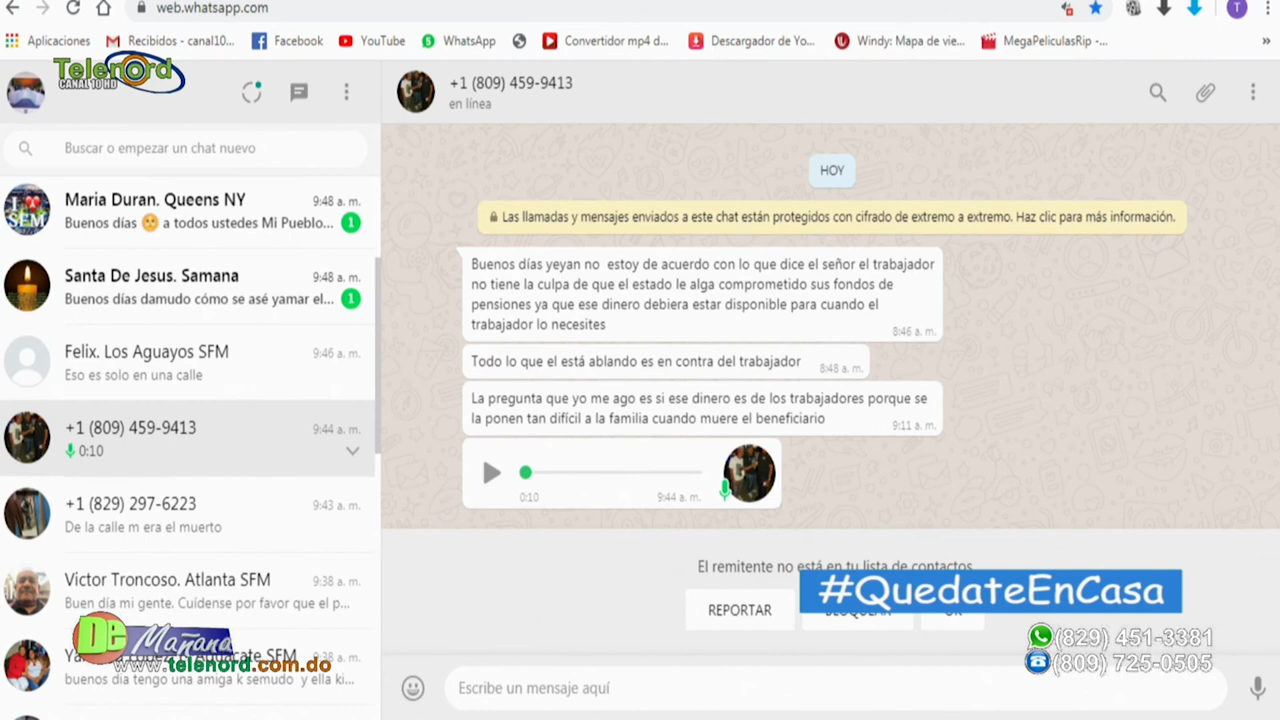 web.whatsapp.com
T
Aplicaciones
Recibidos - canal10...
Facebook
YouTube
WhatsApp
Convertidor mp4 d...
Descargador de Yo...
Windy: Mapa de vie...
MegaPeliculasRip -...
»
Telenord
CANAL 10 HD
+1 (809) 459-9413
en línea
Buscar o empezar un chat nuevo
I SFM
Maria Duran. Queens NY
9:48 a. m.
Buenos días a todos ustedes Mi Pueblo...
1
Santa De Jesus. Samana
9:48 a. m.
Buenos días damudo cómo se asé yamar el...
1
Felix. Los Aguayos SFM
9:46 a. m.
Eso es solo en una calle
+1 (809) 459-9413
9:44 a. m.
0:10
+1 (829) 297-6223
9:43 a. m.
De la calle m era el muerto
Victor Troncoso. Atlanta SFM
9:38 a. m.
Buen día mi gente. Cuídense por favor que el p...
SFM
9:38 a. m.
buenos dia tengo una amiga k semudo y ella ki...
De Mañana
www.telenord.com.do
HOY
Las llamadas y mensajes enviados a este chat están protegidos con cifrado de extremo a extremo. Haz clic para más información.
Buenos días yeyan no estoy de acuerdo con lo que dice el señor el trabajador
no tiene la culpa de que el estado le alga comprometido sus fondos de
pensiones ya que ese dinero debiera estar disponible para cuando el
trabajador lo necesites
8:46 a. m.
Todo lo que el está ablando es en contra del trabajador
8:48 a. m.
La pregunta que yo me ago es si ese dinero es de los trabajadores porque se
la ponen tan difícil a la familia cuando muere el beneficiario
9:11 a. m.
0:10
9:44 a. m.
El remitente no está en tu lista de contactos
#QuedateEnCasa
REPORTAR
BLOQUEAR
OK
(829) 451-3381
(809) 725-0505
Escribe un mensaje aquí